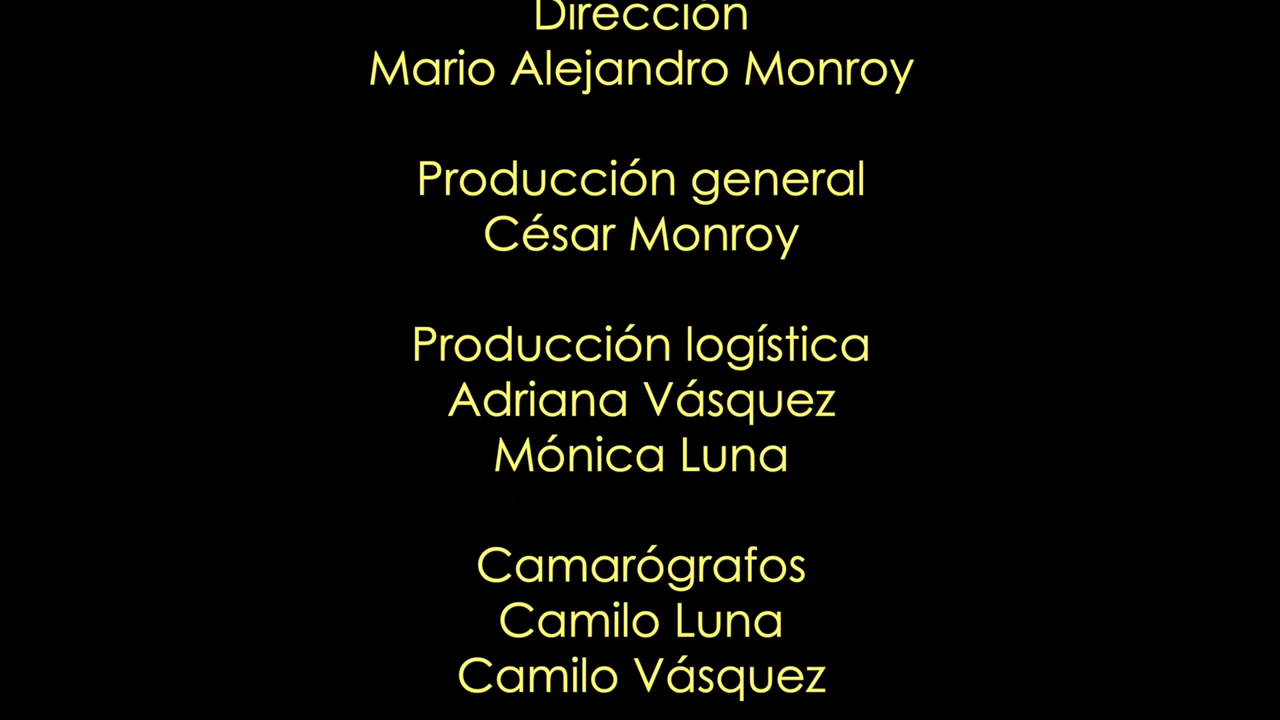 Dirección
Mario Alejandro Monroy
Producción general
César Monroy
Producción logística
Adriana Vásquez
Mónica Luna
Camarógrafos
Camilo Luna
Camilo Vásquez